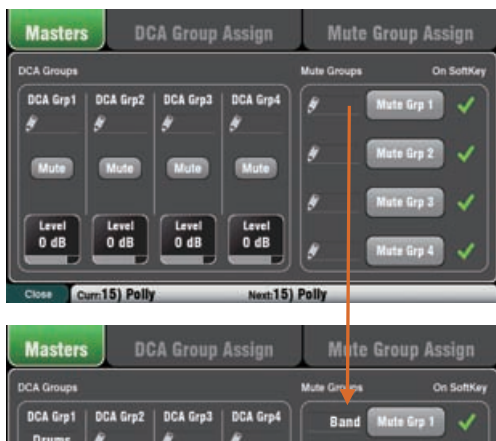 Masters DCA Group Assign Mute Group Assign
DCA Groups Mute Groups On SoftKey
DCA Grp1 DCA Grp2 DCA Grp3 DCA Grp4 Mute Grp 1
Mute Mute Mute Mute Mute Grp 2
Mute Grp 3
Level Level Level Level
0 dB 0 dB 0 dB 0 dB Mute Grp 4
Close Curr:15) Polly Next:15) Polly
Masters DCA Group Assign Mute Group Assign
DCA Groups Mute Groups On SoftKey
DCA Grp1 DCA Grp2 DCA Grp3 DCA Grp4 Band Mute Grp 1
Drums